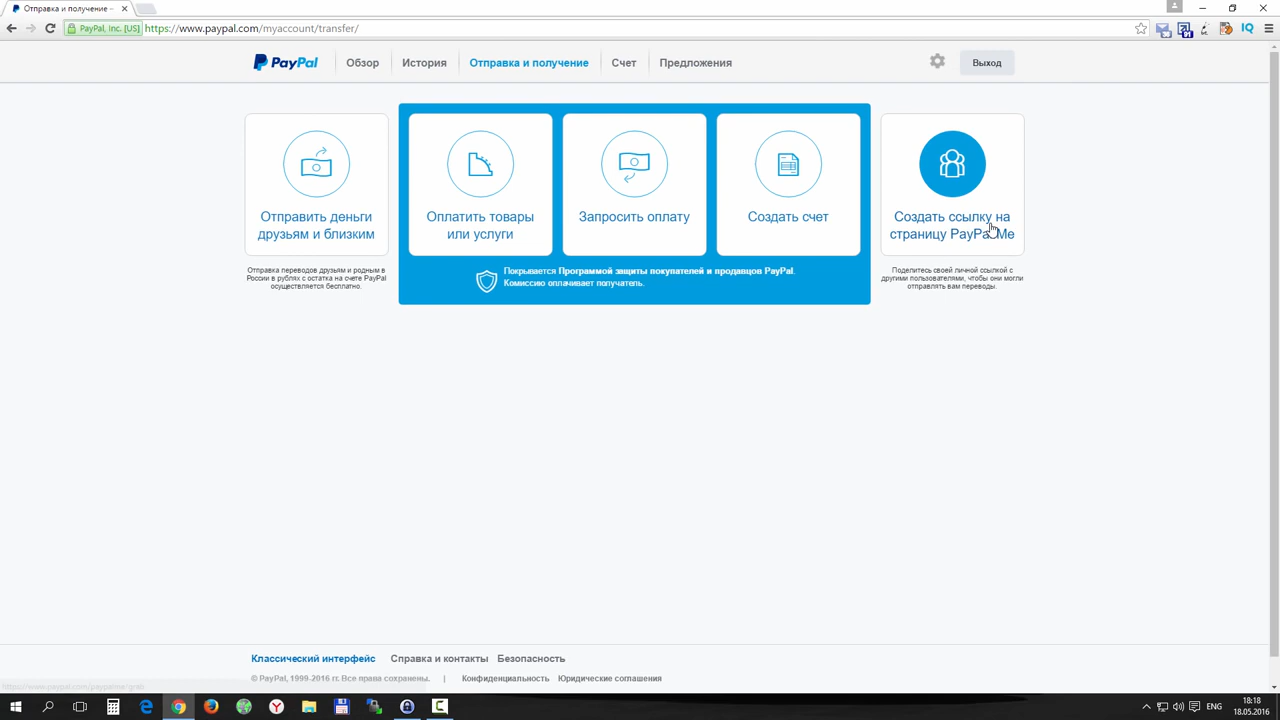 Отправка и получение –
PayPal, Inc. [US]
https://www.paypal.com/myaccount/transfer/
91
IQ
PayPal
Обзор
История
Отправка и получение
Счет
Предложения
Выход
Отправить деньги
друзьям и близким
Отправка переводов друзьям и родным в
России в рублях с остатка на счете PayPal
осуществляется бесплатно.
Оплатить товары
или услуги
Запросить оплату
Создать счет
Покрывается Программой защиты покупателей и продавцов PayPal.
Комиссию оплачивает получатель.
Создать ссылку на
страницу PayPal.Me
Поделитесь своей личной ссылкой с
другими пользователями, чтобы они могли
отправлять вам переводы.
Классический интерфейс
Справка и контакты
Безопасность
© PayPal, 1999-2016 гг. Все права сохранены.
|
Конфиденциальность
Юридические соглашения
ENG
18:18
18.05.2016